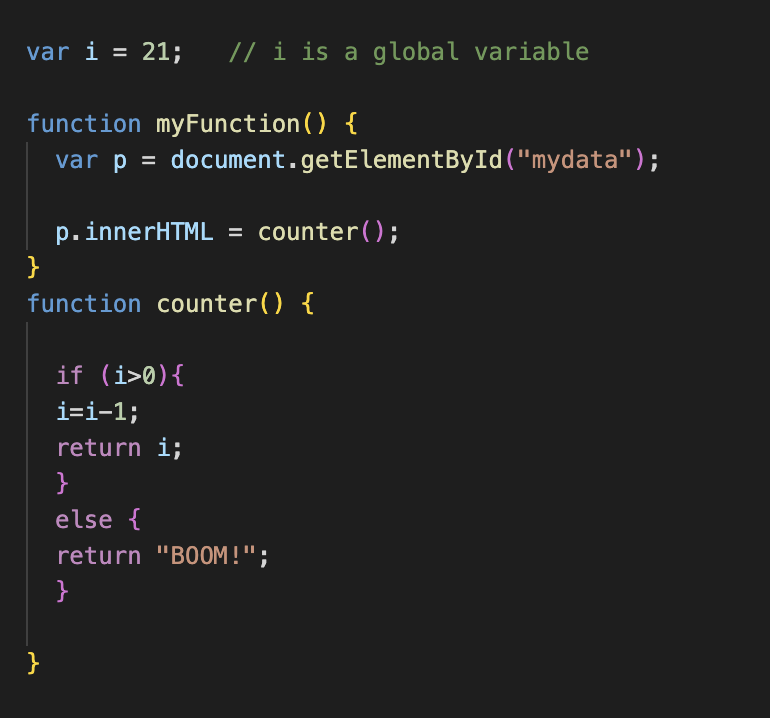 var i = 21;   // i is a global variable
function myFunction() {
  var p = document.getElementById("mydata");
  p.innerHTML = counter();
}
function counter() {
  if (i>0){
  i=i-1;
  return i;
  }
  else {
  return "BOOM!";
  }
}